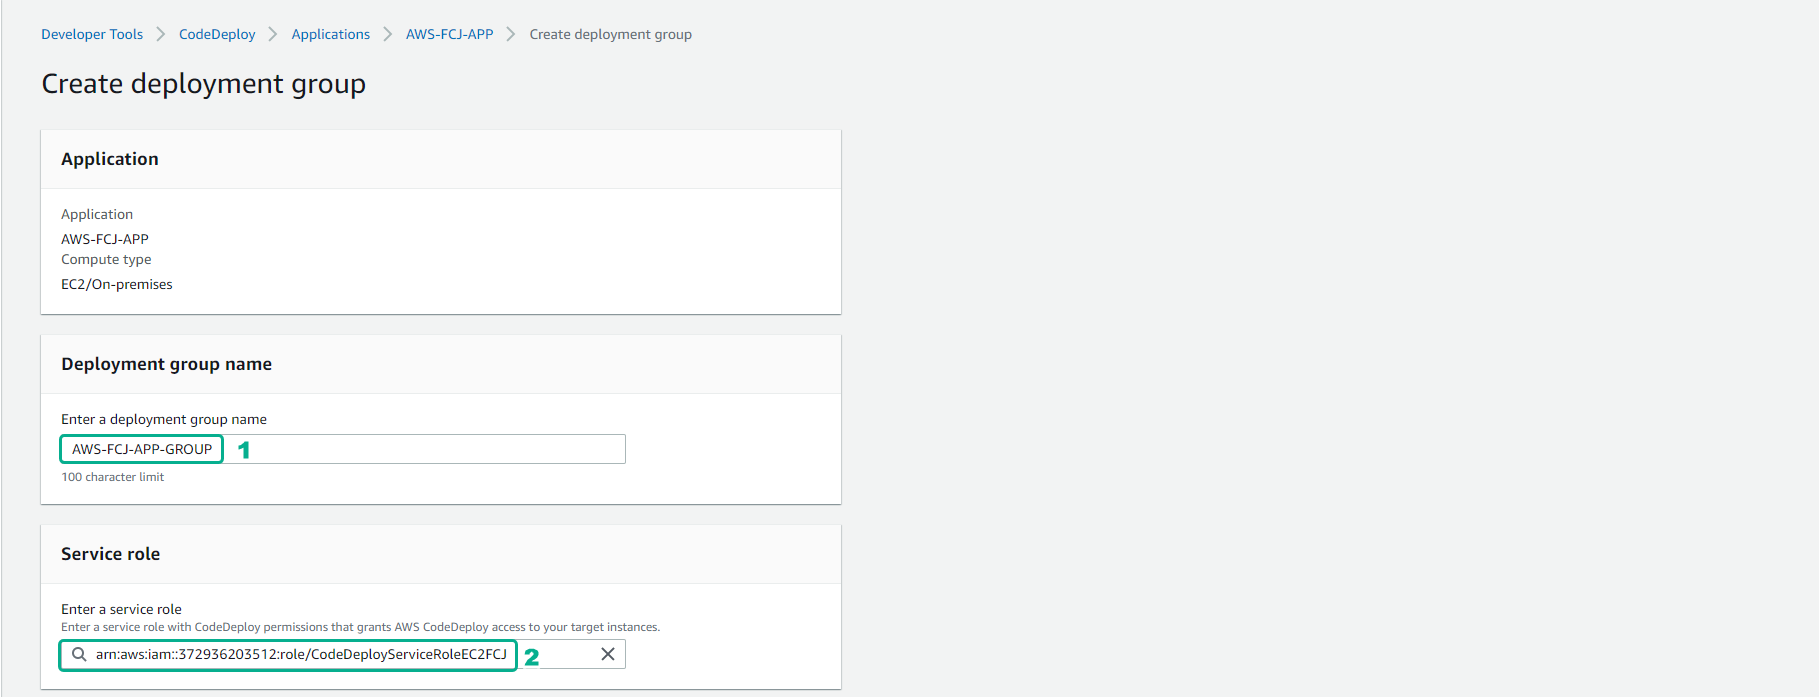 Developer Tools > CodeDeploy > Applications > AWS-FCJ-APP > Create deployment group
Create deployment group
Application
Application
AWS-FCJ-APP
Compute type
EC2/On-premises
Deployment group name
Enter a deployment group name
AWS-FCJ-APP-GROUP 1
100 character limit
Service role
Enter a service role
Enter a service role with CodeDeploy permissions that grants AWS CodeDeploy access to your target instances.
arn:aws:iam::372936203512:role/CodeDeployServiceRoleEC2FCJ 2